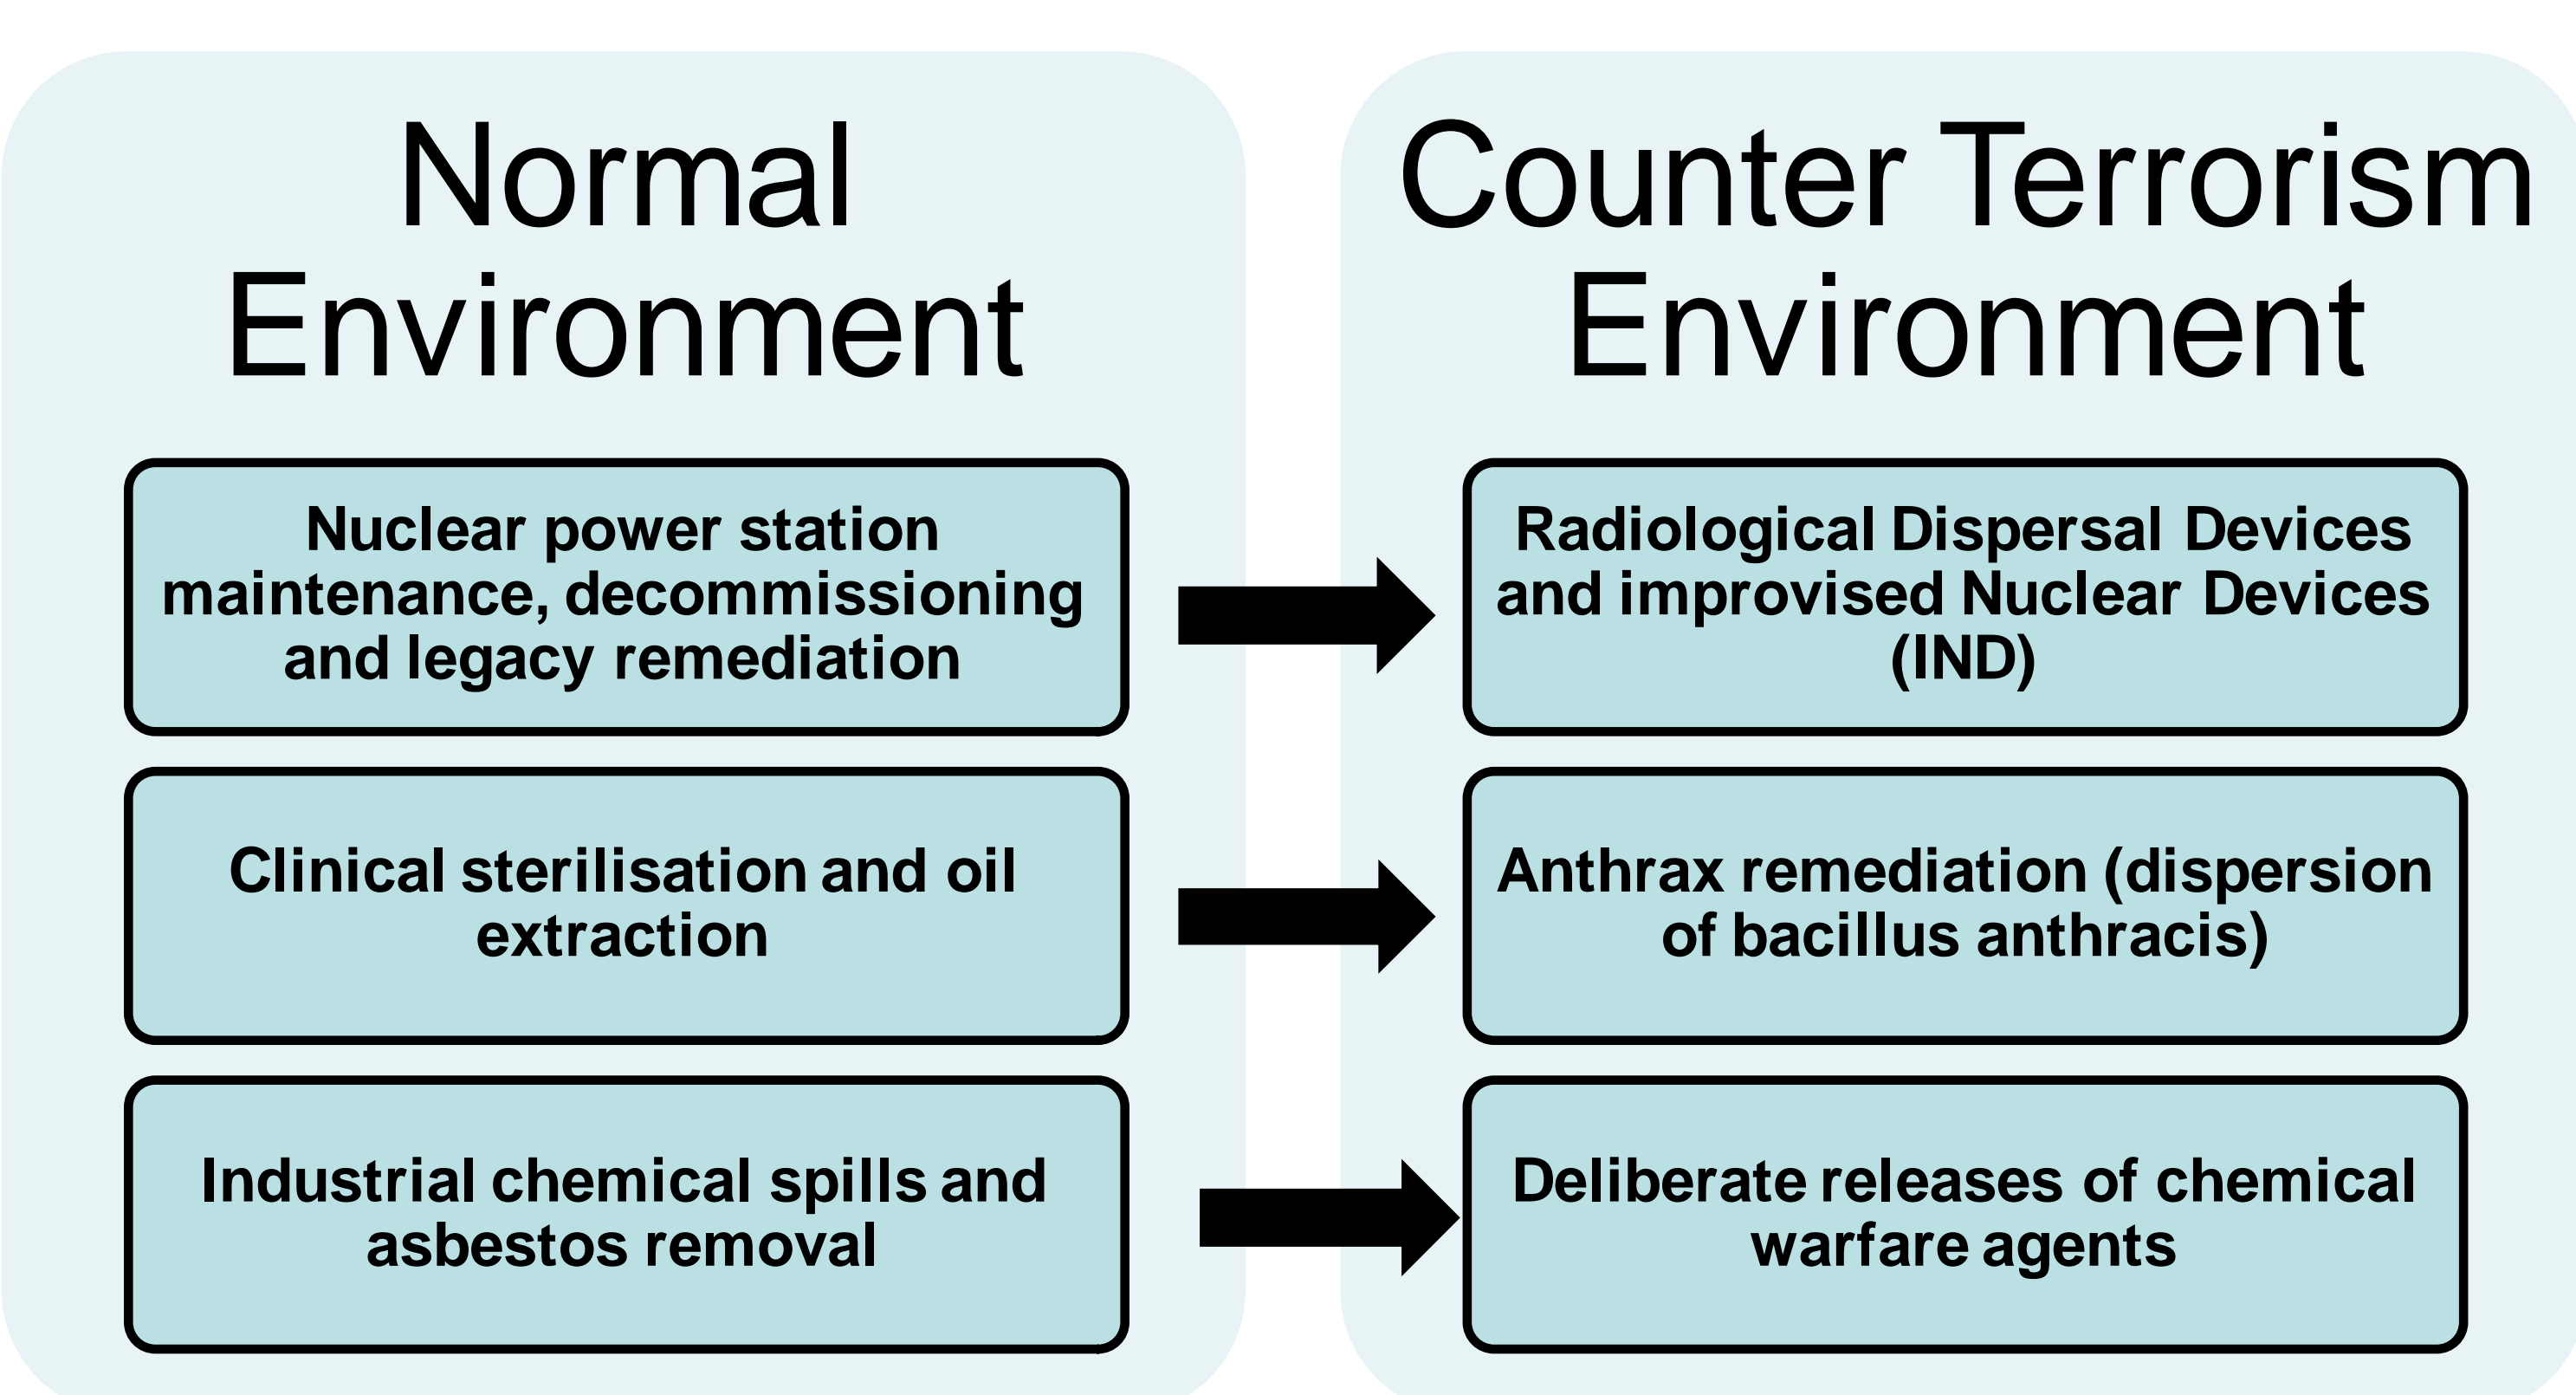 Normal
Environment
Nuclear power station
maintenance, decommissioning
and legacy remediation
Clinical sterilisation and oil
extraction
Industrial chemical spills and
asbestos removal
Counter Terrorism
Environment
Radiological Dispersal Devices
and improvised Nuclear Devices
(IND)
Anthrax remediation (dispersion
of bacillus anthracis)
Deliberate releases of chemical
warfare agents